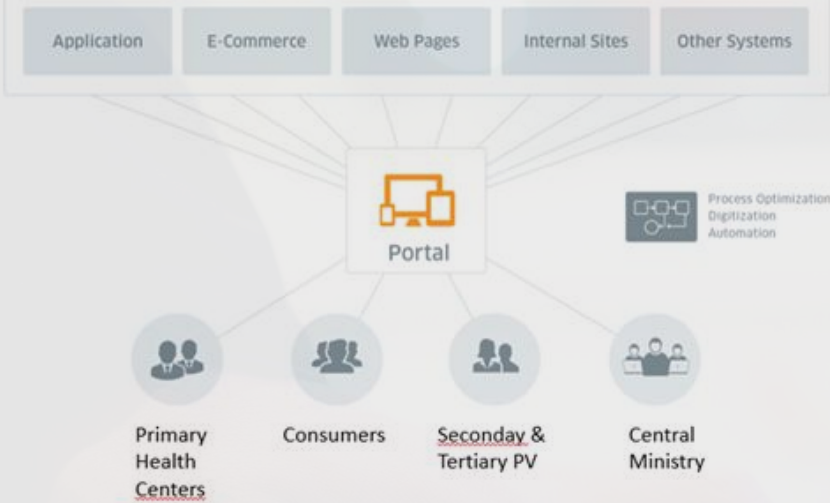 Application
E-Commerce
Web Pages
Internal Sites
Other Systems
Portal
Process Optimization
Digitization
Automation
Primary
Health
Centers
Consumers
Seconday &
Tertiary PV
Central
Ministry